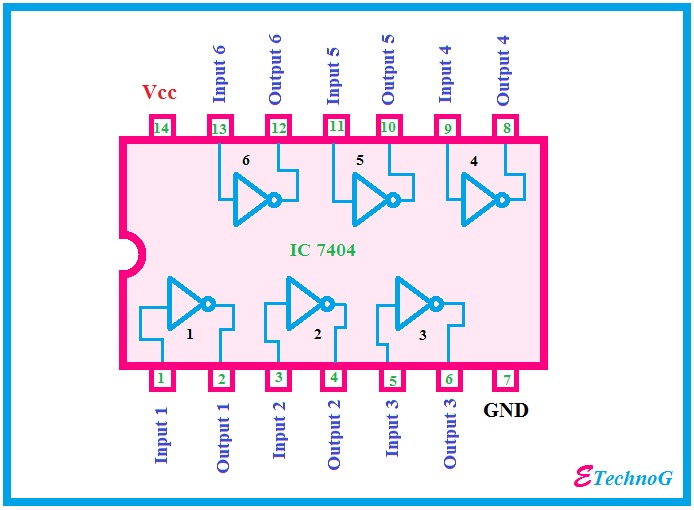 Input 6
Output 6
Input 5
Output 5
Input 4
Output 4
Vcc
14
13
12
11
10
9
8
6
5
4
IC 7404
1
2
3
1
2
3
4
5
6
7
Input 1
Output 1
Input 2
Output 2
Input 3
Output 3
GND
ETechnoG